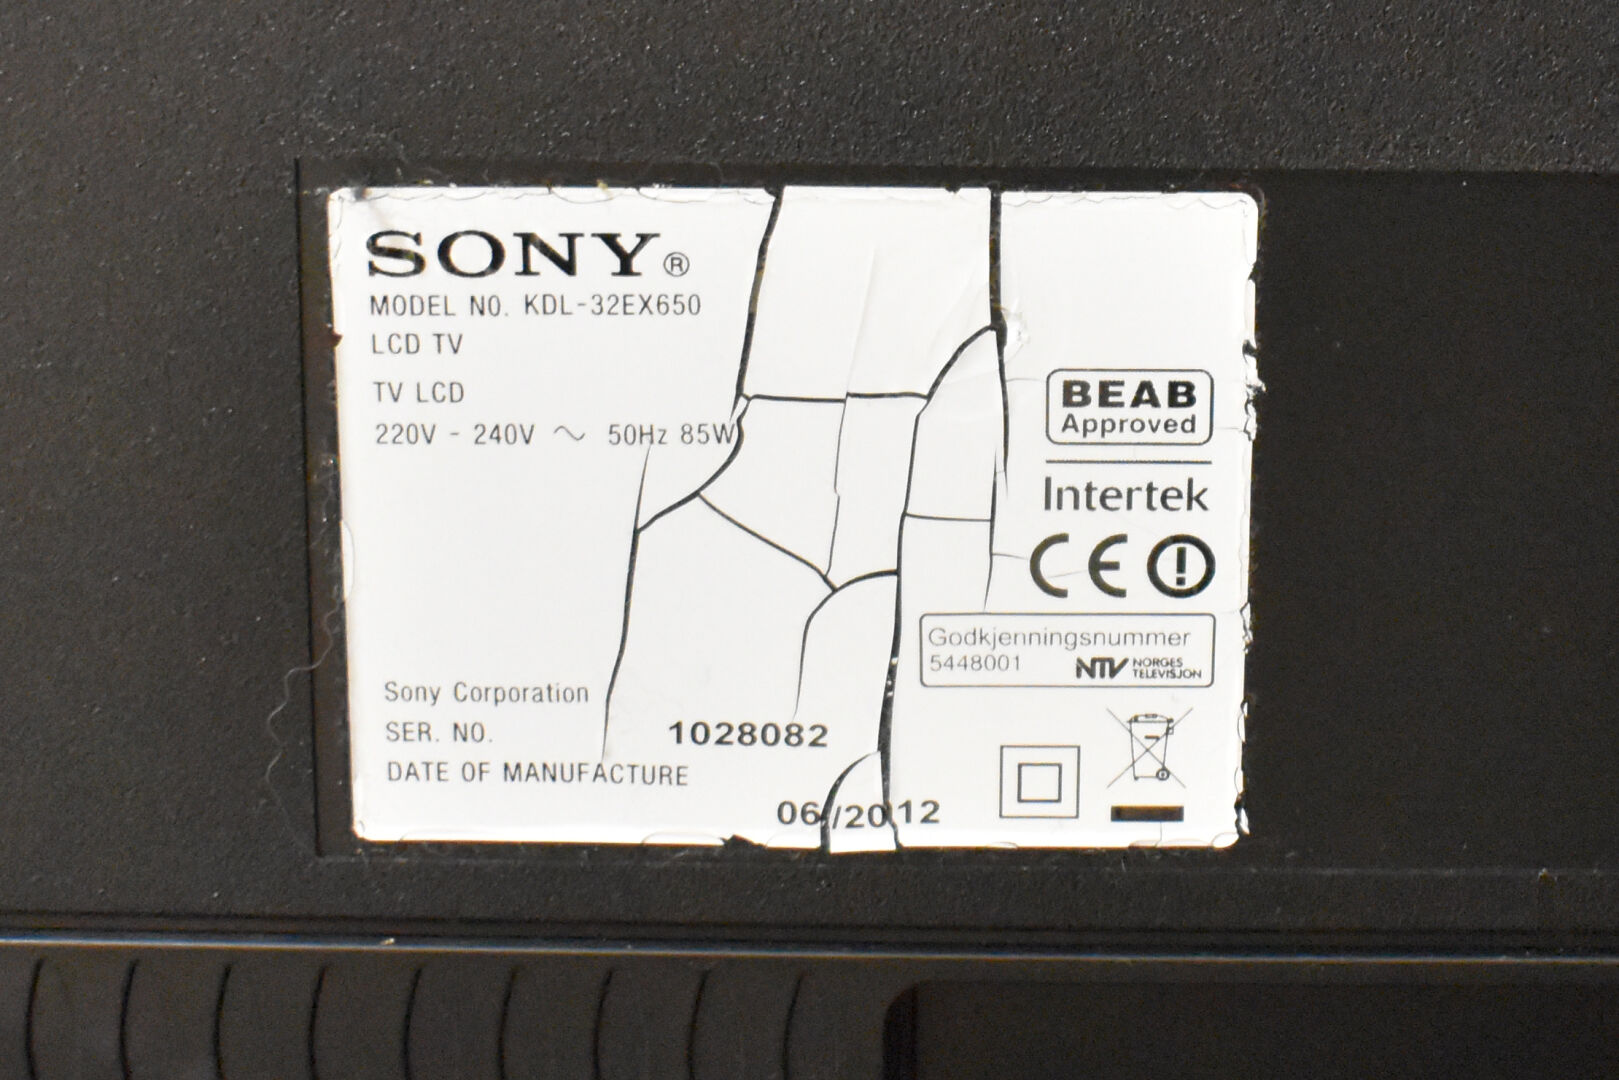 SONY®
MODEL NO. KDL-32EX650
LCD TV
TV LCD
220V - 240V ~ 50Hz 85W
BEAB
Approved
Intertek
CE
Godkjenningsnummer
5448001 NTV NORGES
TELEVISJON
Sony Corporation
SER. NO. 1028082
DATE OF MANUFACTURE
06/2012